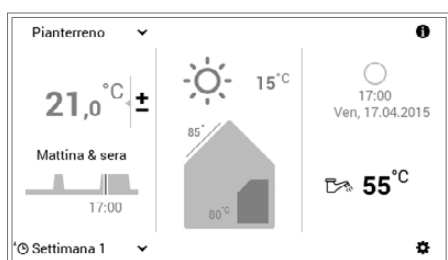 Pianterreno
21,0 °C ±
Mattina & sera
17:00
Settimana 1
15°C
85°
80°C
17:00
Ven, 17.04.2015
55°C